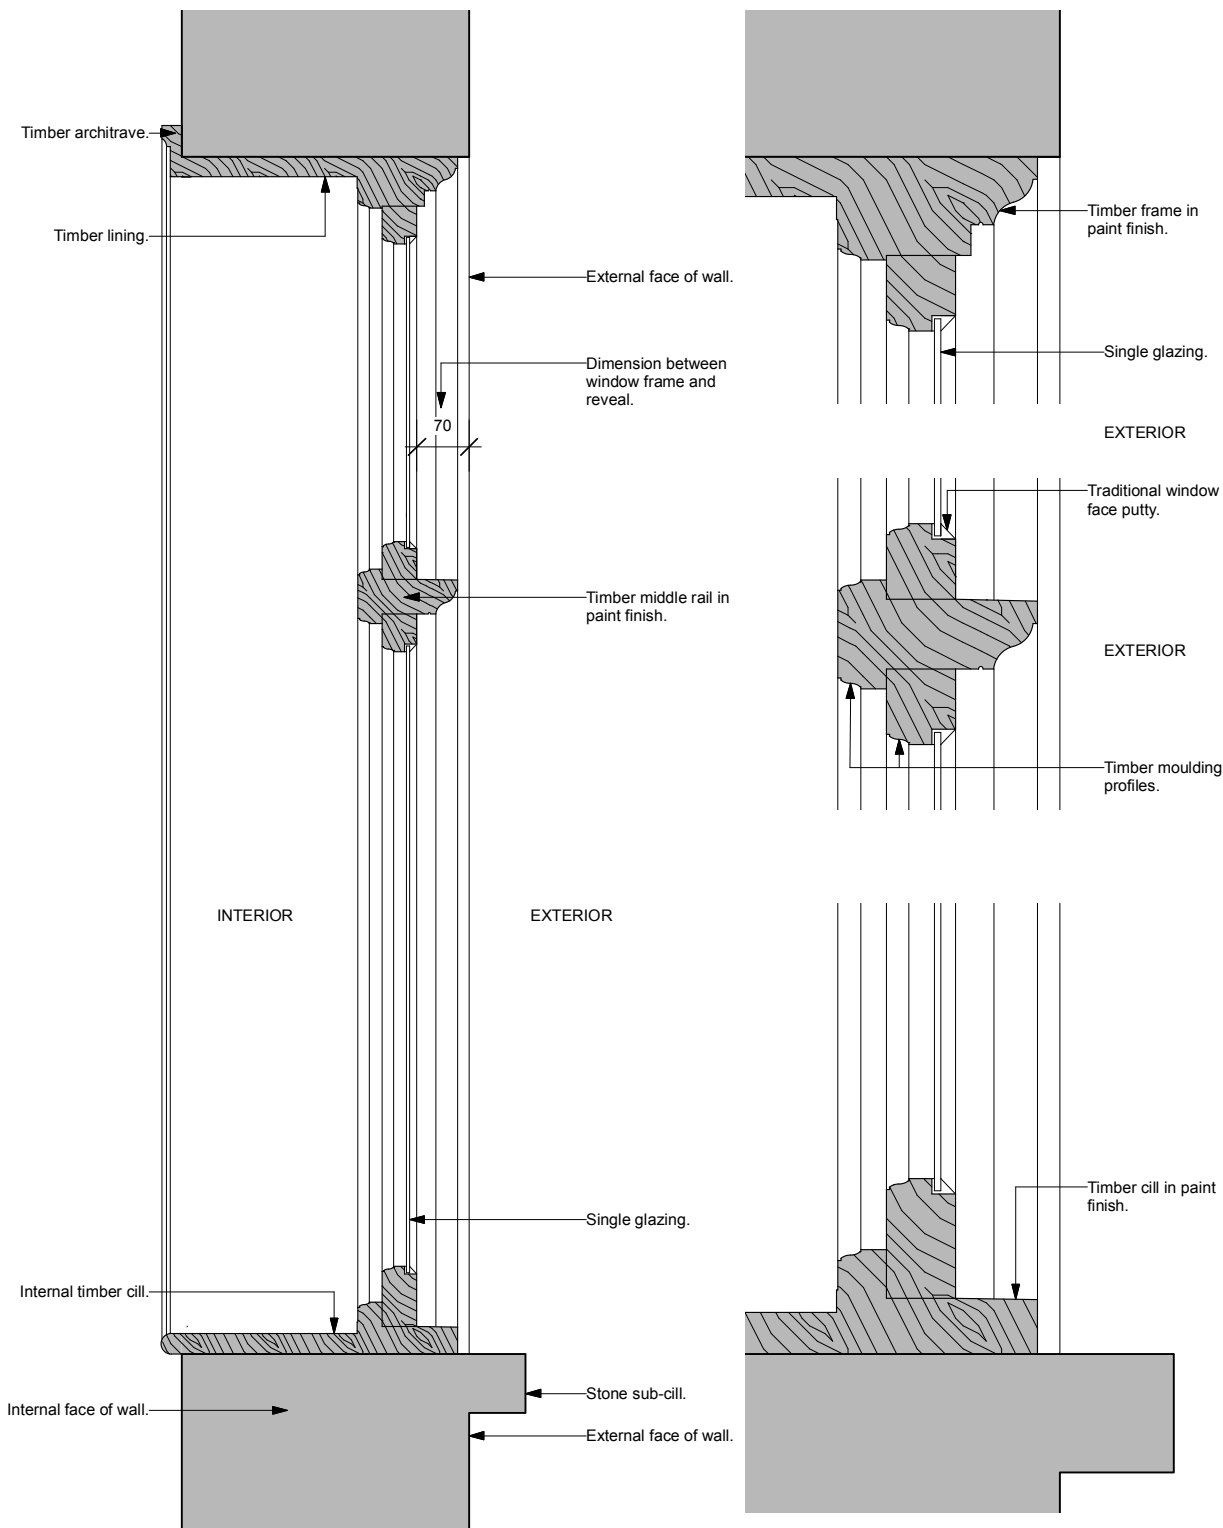 Timber architrave.
Timber lining.
External face of wall.
Dimension between
window frame and
reveal.
70
Timber middle rail in
paint finish.
INTERIOR
EXTERIOR
Single glazing.
Internal timber cill.
Stone sub-cill.
Internal face of wall.
External face of wall.
Timber frame in
paint finish.
Single glazing.
EXTERIOR
Traditional window
face putty.
EXTERIOR
Timber moulding
profiles.
Timber cill in paint
finish.